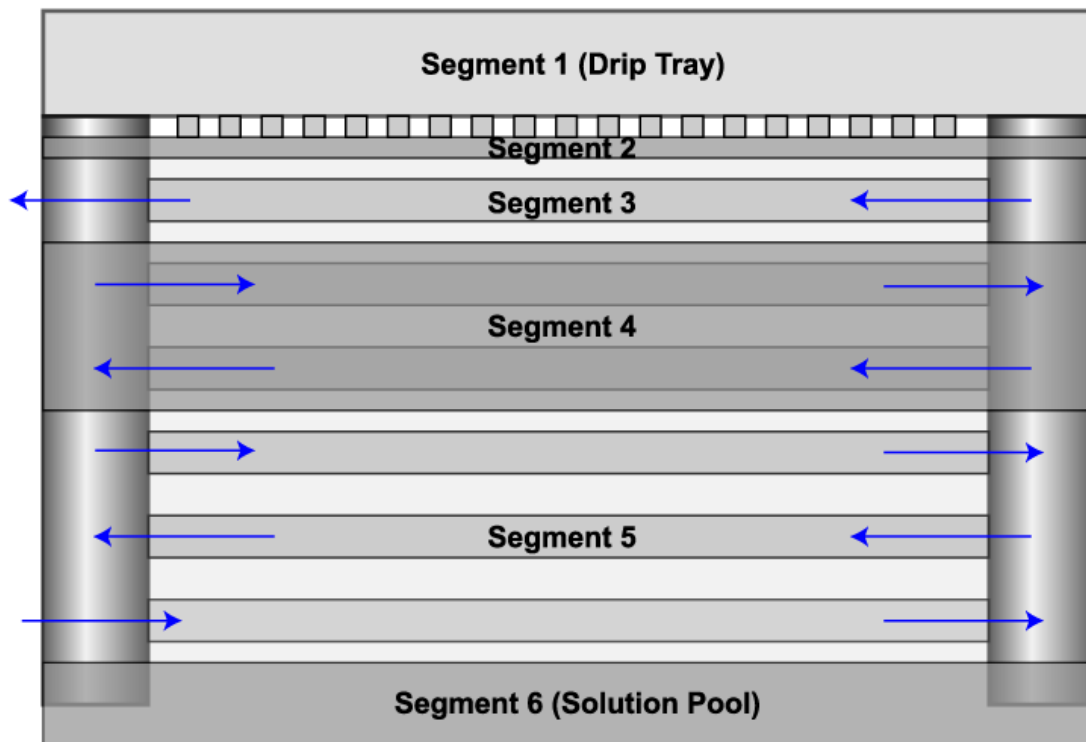 Segment 1 (Drip Tray)
Segment 2
Segment 3
Segment 4
Segment 5
Segment 6 (Solution Pool)